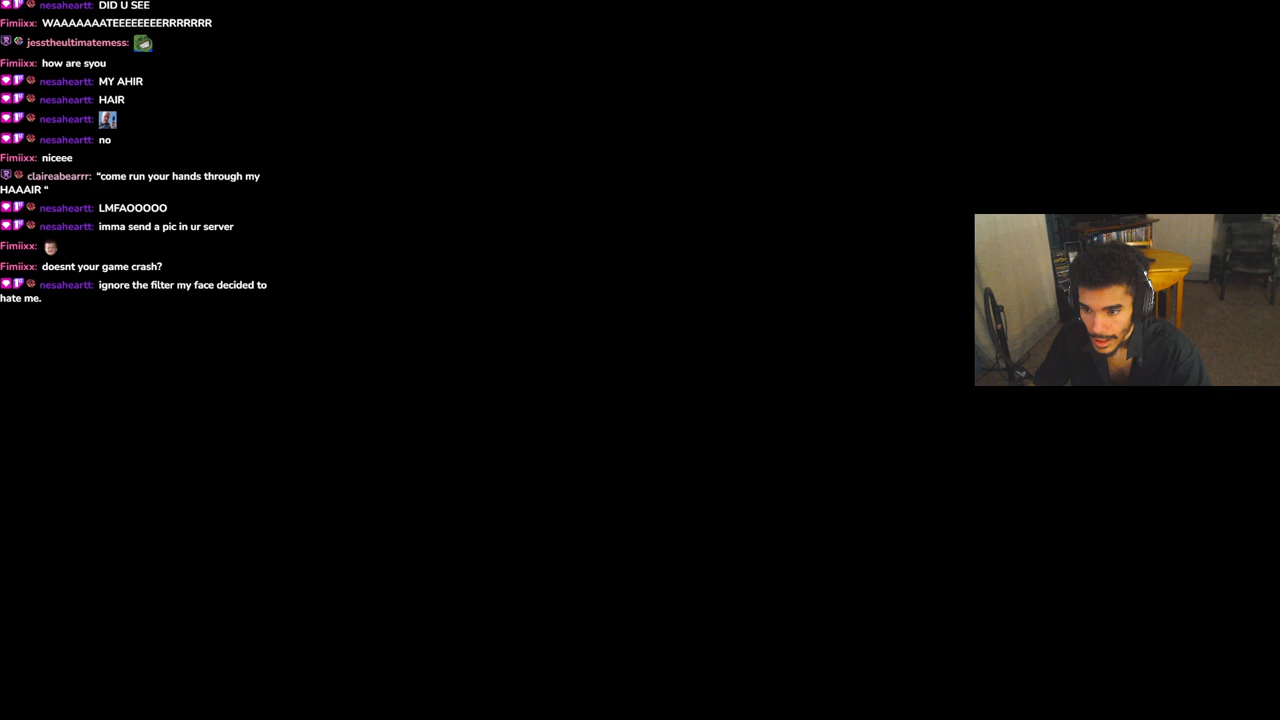 nesaheartt: DID U SEE
Fimiixx: WAAAAAAATEEEEEEEERRRRRRR
jesstheultimatemess:
Fimiixx: how are syou
nesaheartt: MY AHIR
nesaheartt: HAIR
nesaheartt:
nesaheartt: no
Fimiixx: niceee
claireabearrr: “come run your hands through my
HAAAIR “
nesaheartt: LMFAOOOOO
nesaheartt: imma send a pic in ur server
Fimiixx:
Fimiixx: doesnt your game crash?
nesaheartt: ignore the filter my face decided to
hate me.